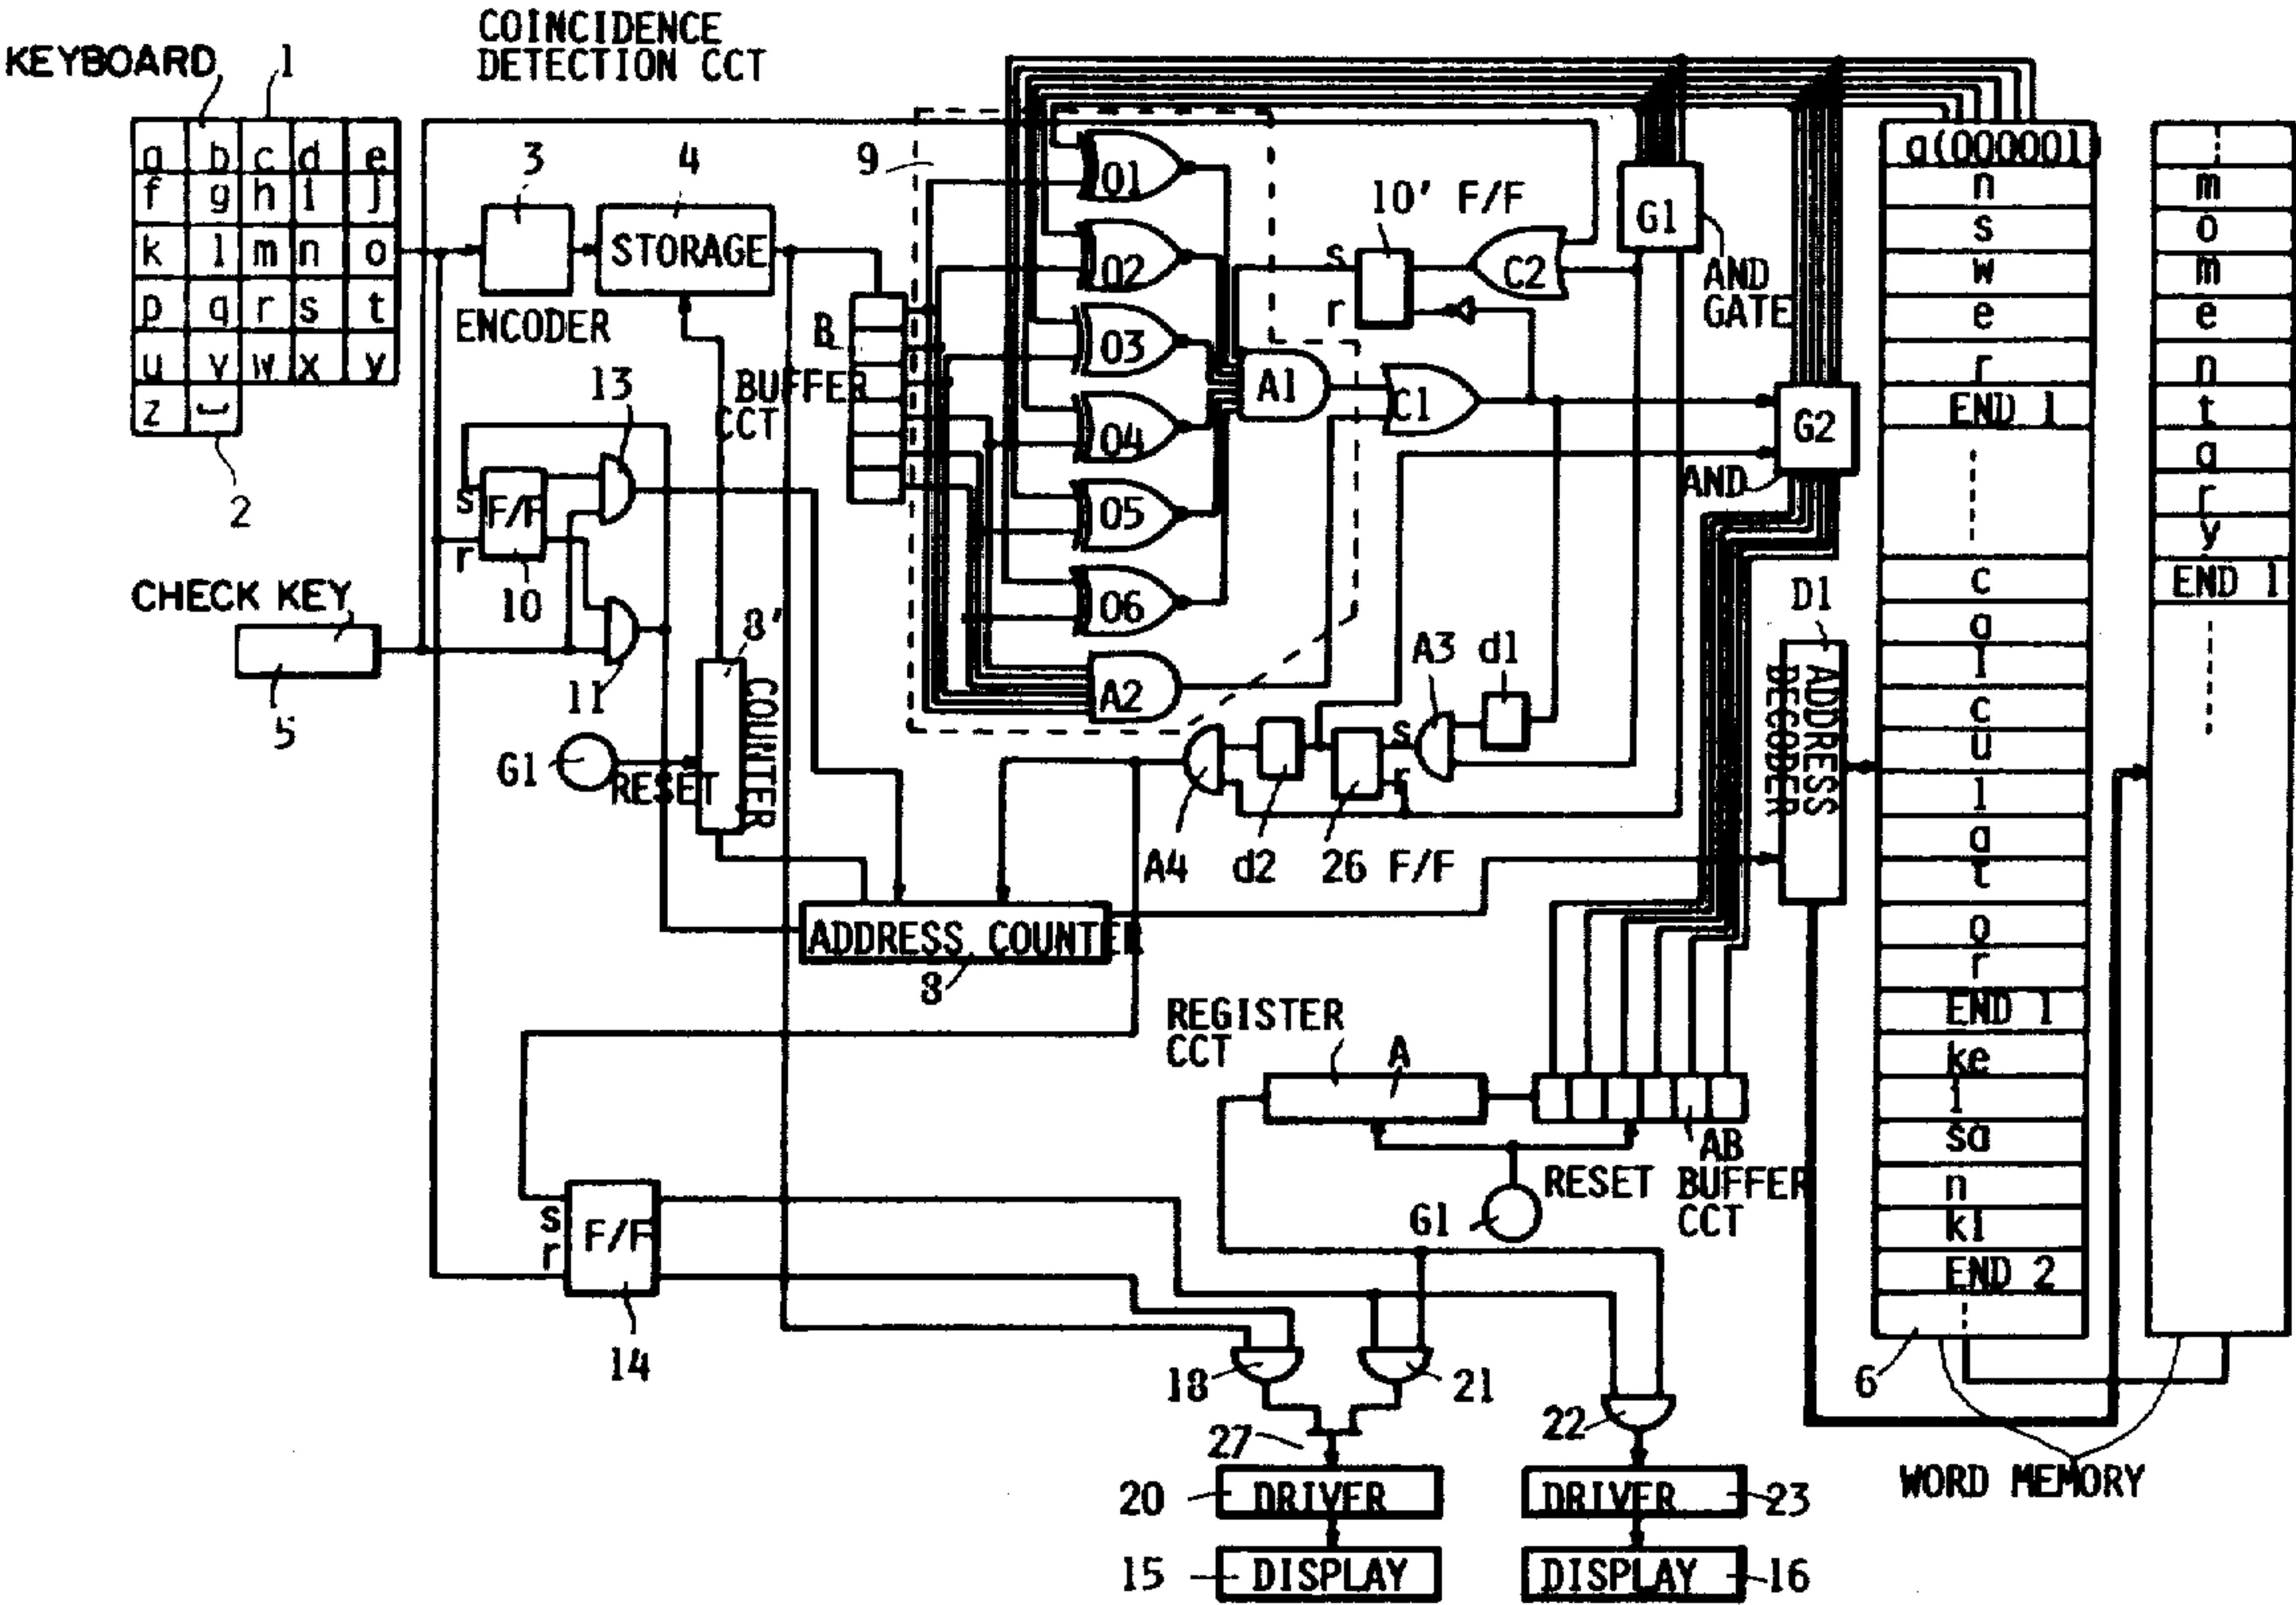 COINCIDENCE
DETECTION CCT
KEYBOARD
1
a b c d e
f g h i j
k l m n o
p q r s t
u v w x y
z ␣
2
3
ENCODER
4
STORAGE
9
B
BUFFER
CCT
O1
O2
O3
O4
O5
O6
A1
A2
10' F/F
s
r
C2
C1
G1
AND
GATE
G2
AND
13
s
r
F/F
10
11
CHECK KEY
5
G1
RESET
8'
COUNTER
A3
d1
s
r
A4
d2
26 F/F
D1
ADDRESS
DECODER
ADDRESS COUNTER
8
REGISTER
CCT
A
AB
BUFFER
CCT
RESET
G1
s
r
F/F
14
18
21
22
27
20
DRIVER
DRIVER
23
15
DISPLAY
DISPLAY
16
a(000001)
n
s
w
e
r
END 1
c
a
l
c
u
l
a
t
o
r
END 1
ke
i
sa
n
ki
END 2
6
m
o
m
e
n
t
a
r
y
END 1
WORD MEMORY